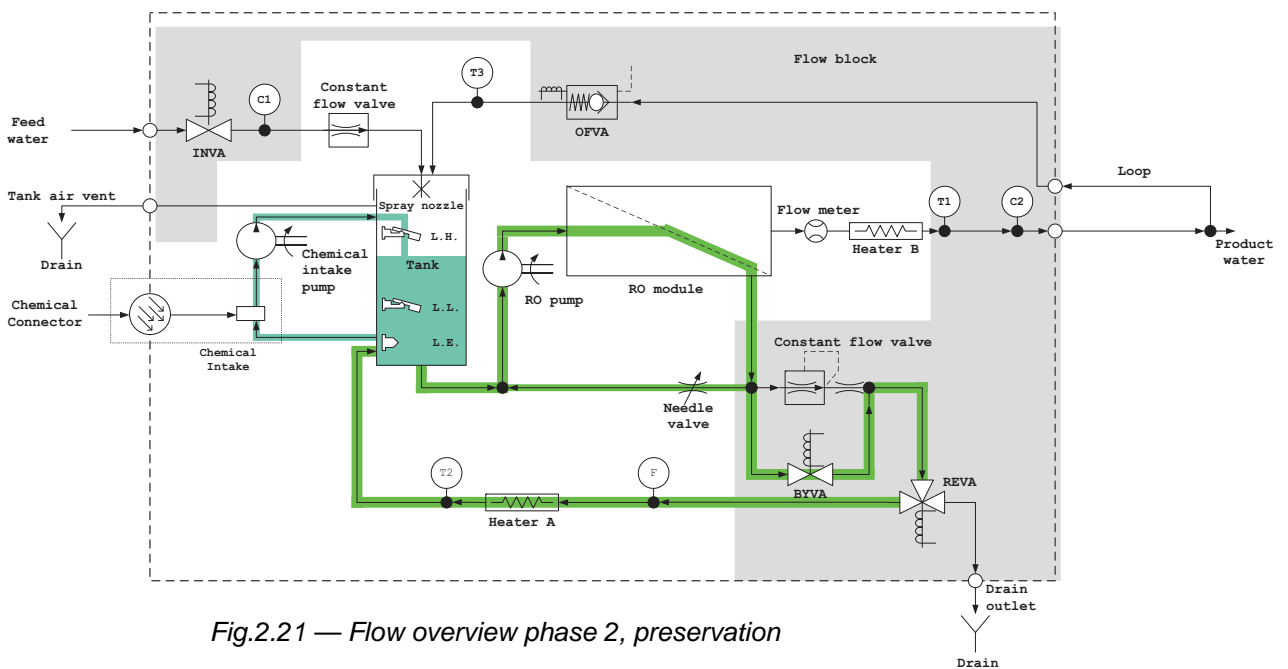 Flow block
T3
Constant
flow valve
C1
OFVA
Feed
water
INVA
Loop
Tank air vent
Spray nozzle
T1
C2
Flow meter
L.H.
Chemical
intake
pump
Tank
Heater B
Product
water
Drain
RO pump
RO module
Chemical
Connector
L.L.
L.E.
Chemical
Intake
Constant flow valve
Needle
valve
T2
F
BYVA
REVA
Heater A
Drain
outlet
Fig.2.21 — Flow overview phase 2, preservation
Drain